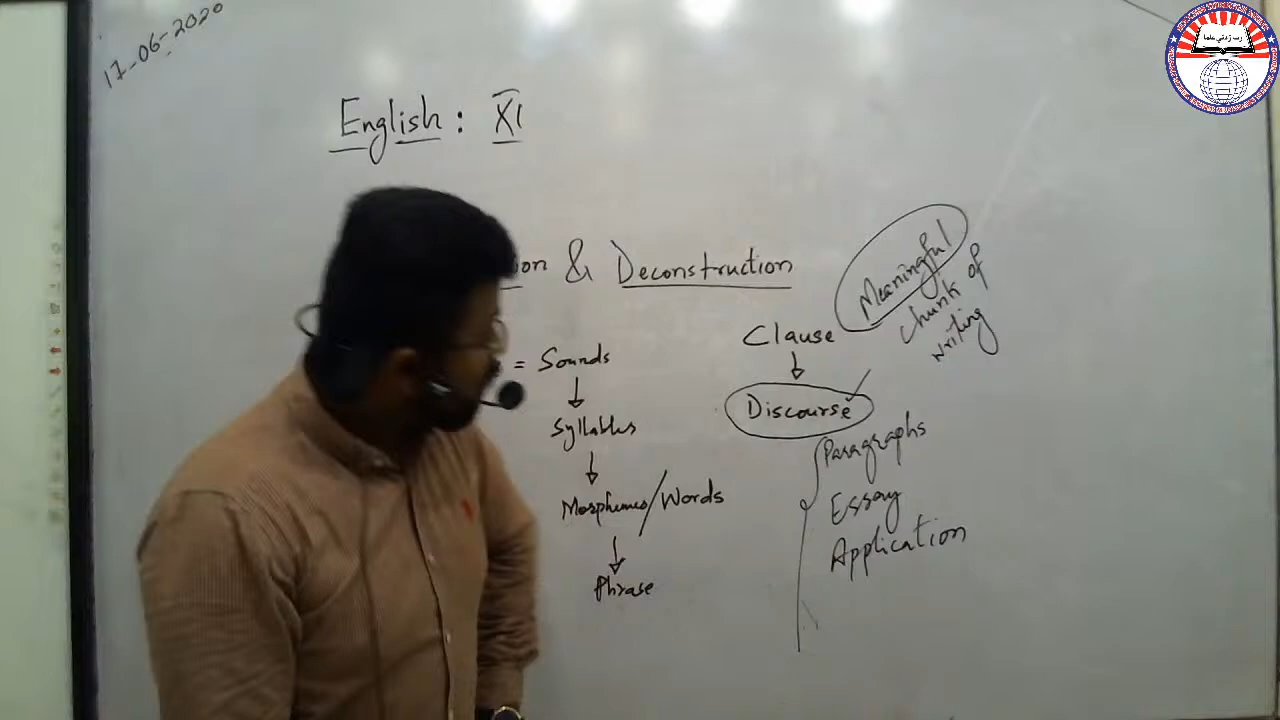 17-06-2020
English : XI
on & Deconstruction
= Sounds
Syllables
Morphemes/Words
Phrase
Clause
Discourse
Paragraphs
Essay
Application
Meaningful
chunk of
writing